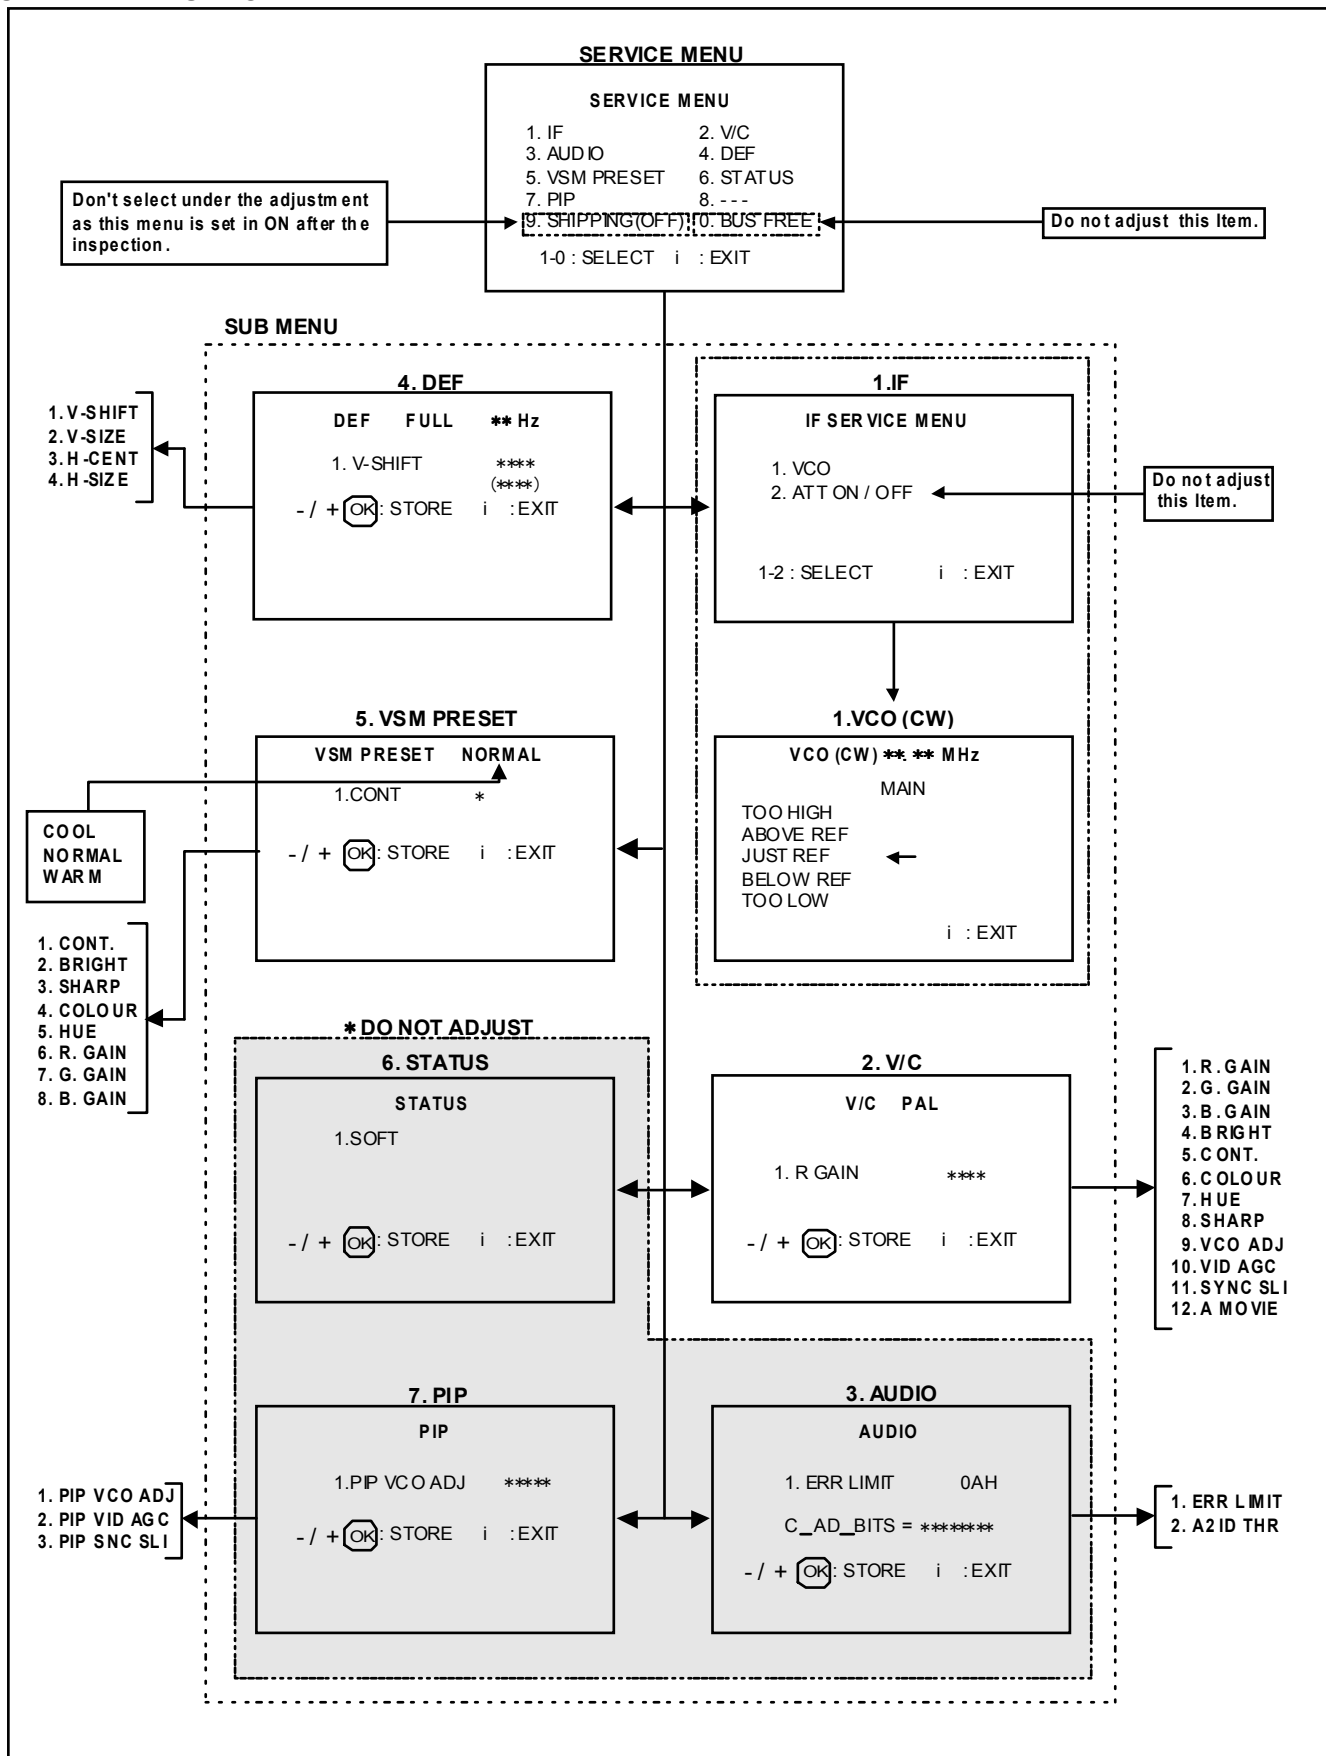 SERVICE MENU
SERVICE MENU
1. IF 2. V/C
3. AUDIO 4. DEF
5. VSM PRESET 6. STATUS
7. PIP 8. - - -
9. SHIPPING(OFF) 0. BUS FREE
1-0 : SELECT i : EXIT
Don't select under the adjustment
as this menu is set in ON after the
inspection.
Do not adjust this Item.
SUB MENU
4. DEF
DEF FULL ** Hz
1. V-SHIFT ****
(****)
- / + OK : STORE i : EXIT
1. V-SHIFT
2. V-SIZE
3. H-CENT
4. H-SIZE
1.IF
IF SERVICE MENU
1. VCO
2. ATT ON / OFF
1-2 : SELECT i : EXIT
Do not adjust
this Item.
5. VSM PRESET
VSM PRESET NORMAL
1.CONT *
- / + OK : STORE i : EXIT
COOL
NORMAL
WARM
1. CONT.
2. BRIGHT
3. SHARP
4. COLOUR
5. HUE
6. R. GAIN
7. G. GAIN
8. B. GAIN
1.VCO (CW)
VCO (CW) **. ** MHz
MAIN
TOO HIGH
ABOVE REF
JUST REF
BELOW REF
TOO LOW
i : EXIT
* DO NOT ADJUST
6. STATUS
STATUS
1.SOFT
- / + OK : STORE i : EXIT
2. V/C
V/C PAL
1. R GAIN ****
- / + OK : STORE i : EXIT
1. R. GAIN
2. G. GAIN
3. B. GAIN
4. BRIGHT
5. CONT.
6. COLOUR
7. HUE
8. SHARP
9. VCO ADJ
10. VID AGC
11. SYNC SLI
12. A MOVIE
7. PIP
PIP
1.PIP VCO ADJ *****
- / + OK : STORE i : EXIT
1. PIP VCO ADJ
2. PIP VID AGC
3. PIP SNC SLI
3. AUDIO
AUDIO
1. ERR LIMIT 0AH
C_AD_BITS = ********
- / + OK : STORE i : EXIT
1. ERR LIMIT
2. A2 ID THR